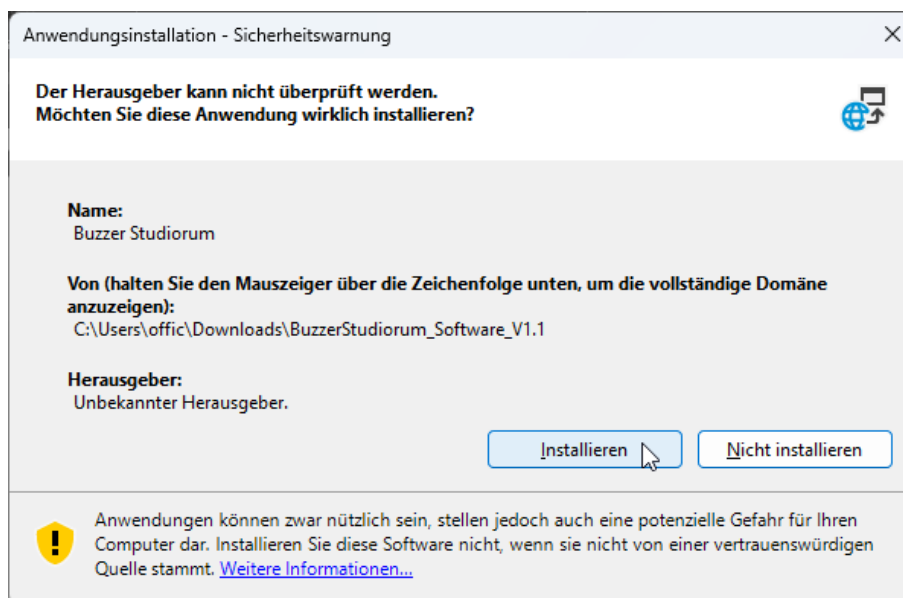 Anwendungsinstallation - Sicherheitswarnung
Der Herausgeber kann nicht überprüft werden.
Möchten Sie diese Anwendung wirklich installieren?
Name:
Buzzer Studiorum
Von (halten Sie den Mauszeiger über die Zeichenfolge unten, um die vollständige Domäne
anzuzeigen):
C:\Users\offic\Downloads\BuzzerStudiorum_Software_V1.1
Herausgeber:
Unbekannter Herausgeber.
Installieren Nicht installieren
Anwendungen können zwar nützlich sein, stellen jedoch auch eine potenzielle Gefahr für Ihren
Computer dar. Installieren Sie diese Software nicht, wenn sie nicht von einer vertrauenswürdigen
Quelle stammt. Weitere Informationen...